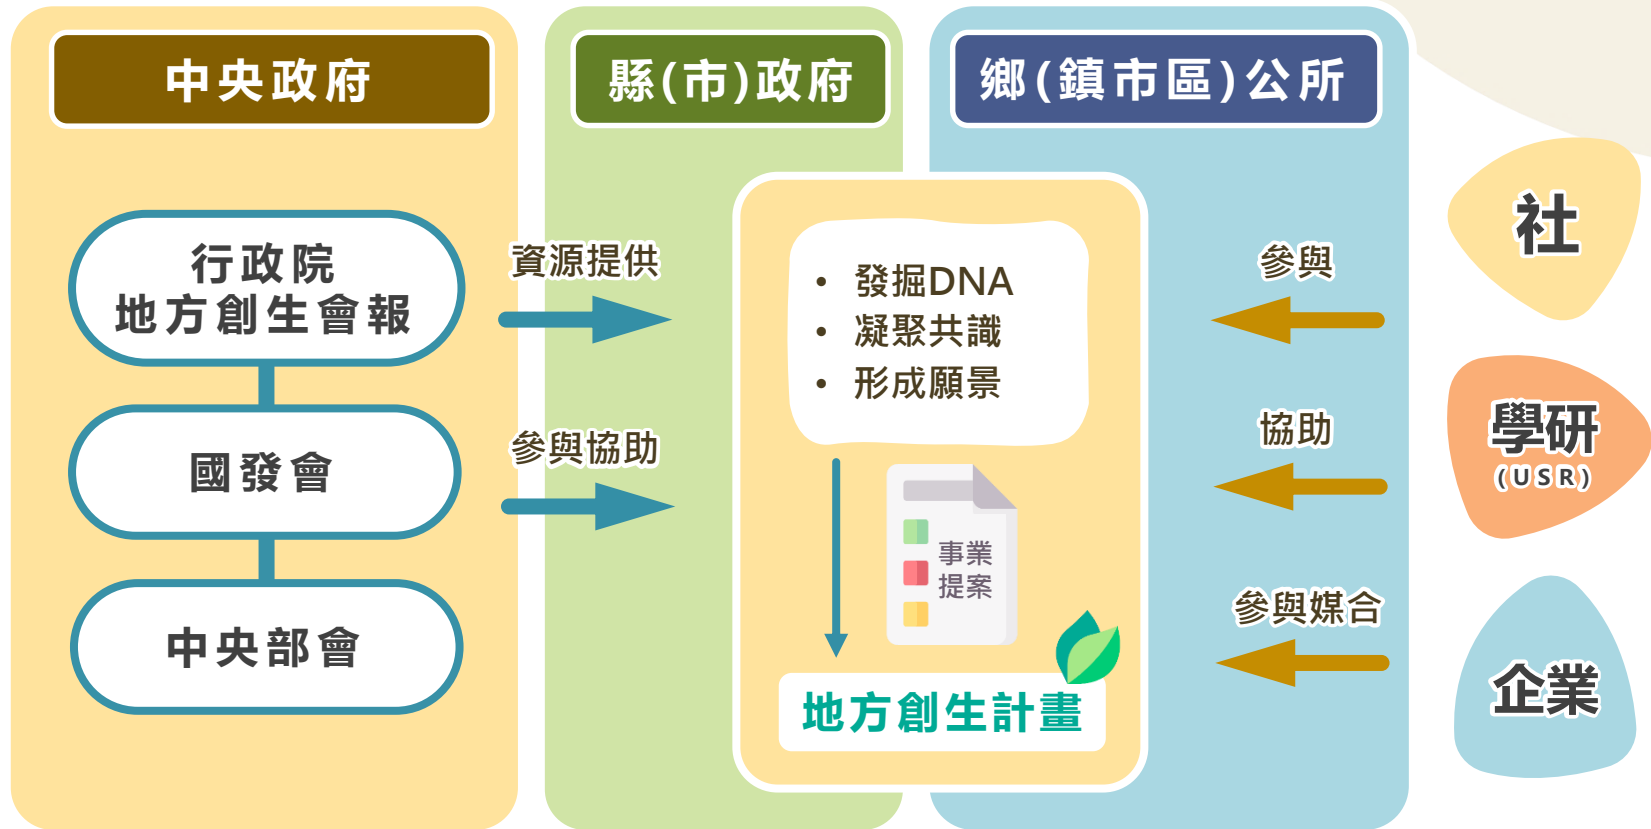 中央政府
縣(市)政府
鄉(鎮市區)公所
行政院
地方創生會報
國發會
中央部會
資源提供
參與協助
• 發掘DNA
• 凝聚共識
• 形成願景
事業
提案
地方創生計畫
參與
協助
參與媒合
社
學研
(USR)
企業